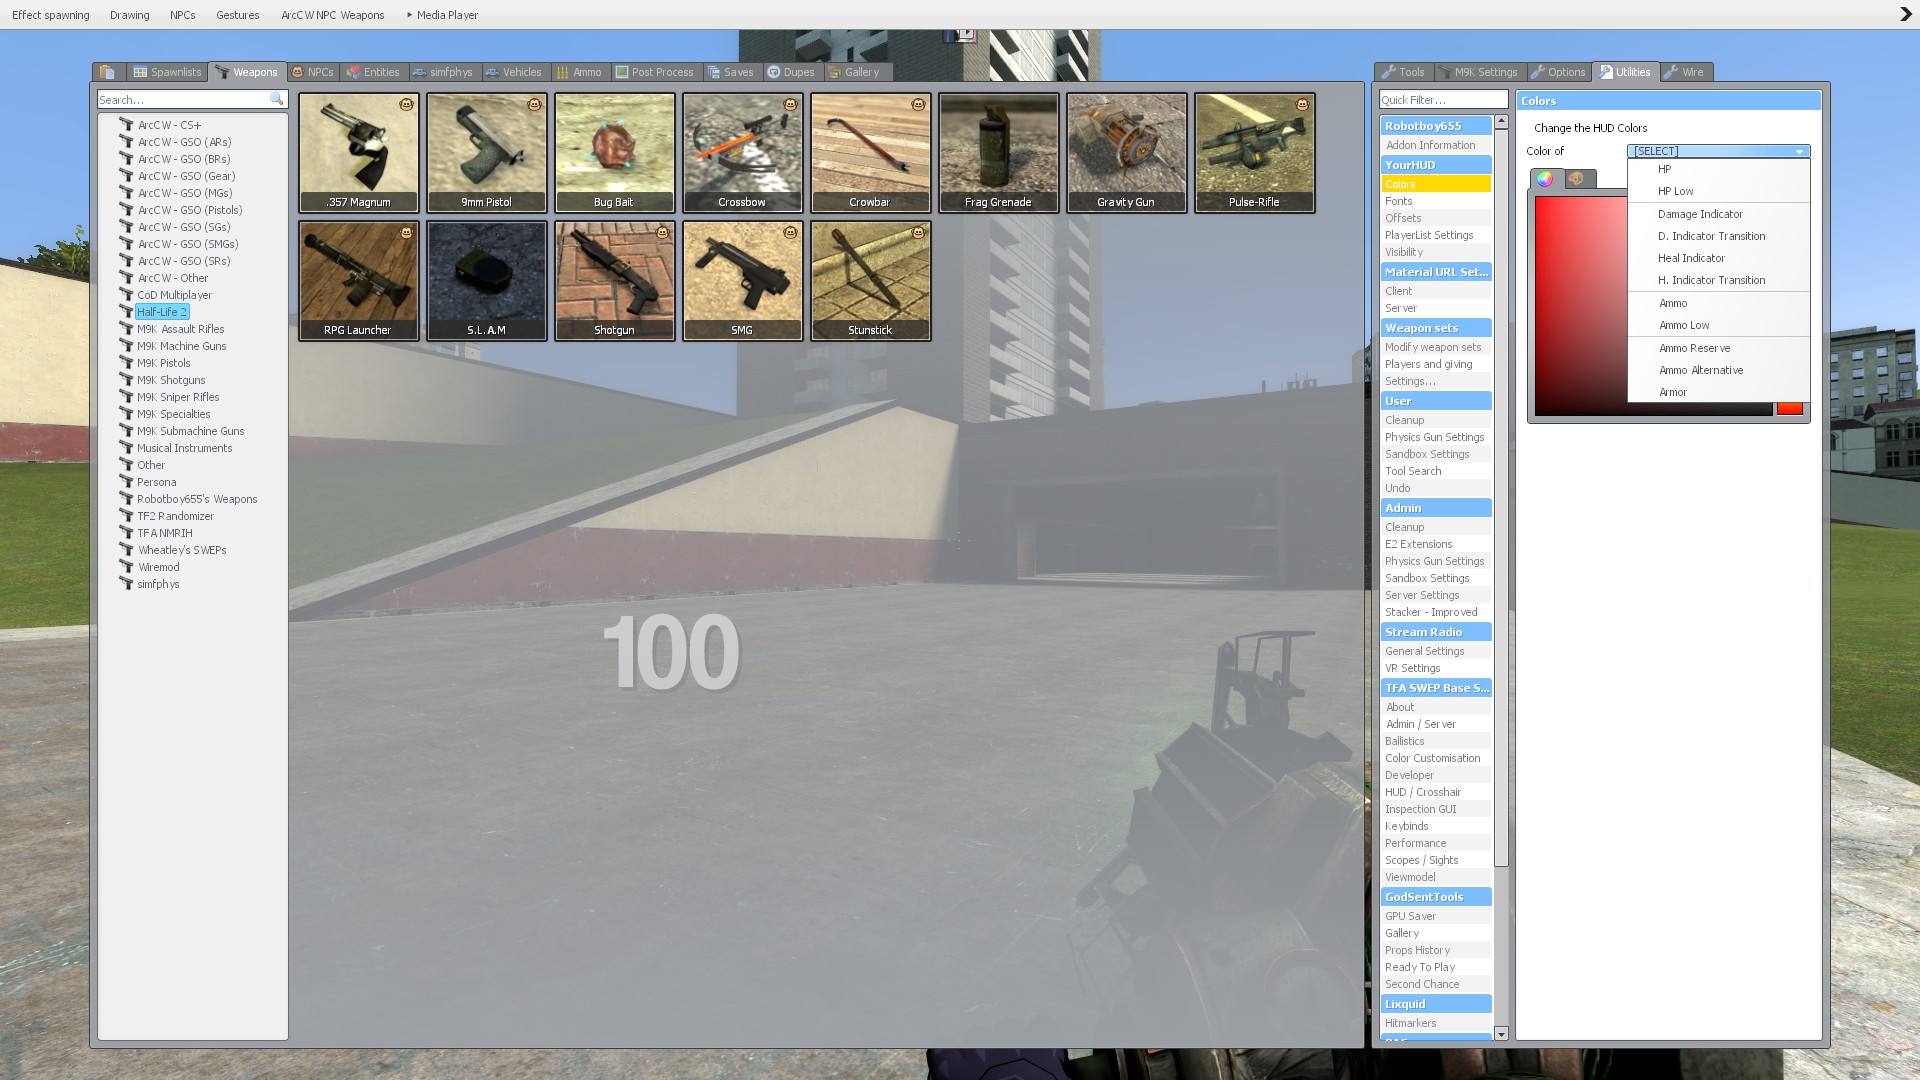 Effect spawning Drawing NPCs Gestures ArcCW NPC Weapons Media Player
Spawnlists Weapons NPCs Entities simfphys Vehicles Ammo Post Process Saves Dupes Gallery
Search...
ArcCW - CS+
ArcCW - GSO (ARs)
ArcCW - GSO (BRs)
ArcCW - GSO (Gear)
ArcCW - GSO (MGs)
ArcCW - GSO (Pistols)
ArcCW - GSO (SGs)
ArcCW - GSO (SMGs)
ArcCW - GSO (SRs)
ArcCW - Other
CoD Multiplayer
Half-Life 2
M9K Assault Rifles
M9K Machine Guns
M9K Pistols
M9K Shotguns
M9K Sniper Rifles
M9K Specialties
M9K Submachine Guns
Musical Instruments
Other
Persona
Robotboy655's Weapons
TF2 Randomizer
TFA NMRIH
Wheatley's SWEPs
Wiremod
simfphys
.357 Magnum 9mm Pistol Bug Bait Crossbow Crowbar Frag Grenade Gravity Gun Pulse-Rifle
RPG Launcher S.L.A.M Shotgun SMG Stunstick
100
Tools M9K Settings Options Utilities Wire
Quick Filter...
Robotboy655
Addon Information
YourHUD
Colors
Fonts
Offsets
PlayerList Settings
Visibility
Material URL Set...
Client
Server
Weapon sets
Modify weapon sets
Players and giving
Settings...
User
Cleanup
Physics Gun Settings
Sandbox Settings
Tool Search
Undo
Admin
Cleanup
E2 Extensions
Physics Gun Settings
Sandbox Settings
Server Settings
Stacker - Improved
Stream Radio
General Settings
VR Settings
TFA SWEP Base S...
About
Admin / Server
Ballistics
Color Customisation
Developer
HUD / Crosshair
Inspection GUI
Keybinds
Performance
Scopes / Sights
Viewmodel
GodSentTools
GPU Saver
Gallery
Props History
Ready To Play
Second Chance
Lixquid
Hitmarkers
Colors
Change the HUD Colors
Color of [SELECT]
HP
HP Low
Damage Indicator
D. Indicator Transition
Heal Indicator
H. Indicator Transition
Ammo
Ammo Low
Ammo Reserve
Ammo Alternative
Armor